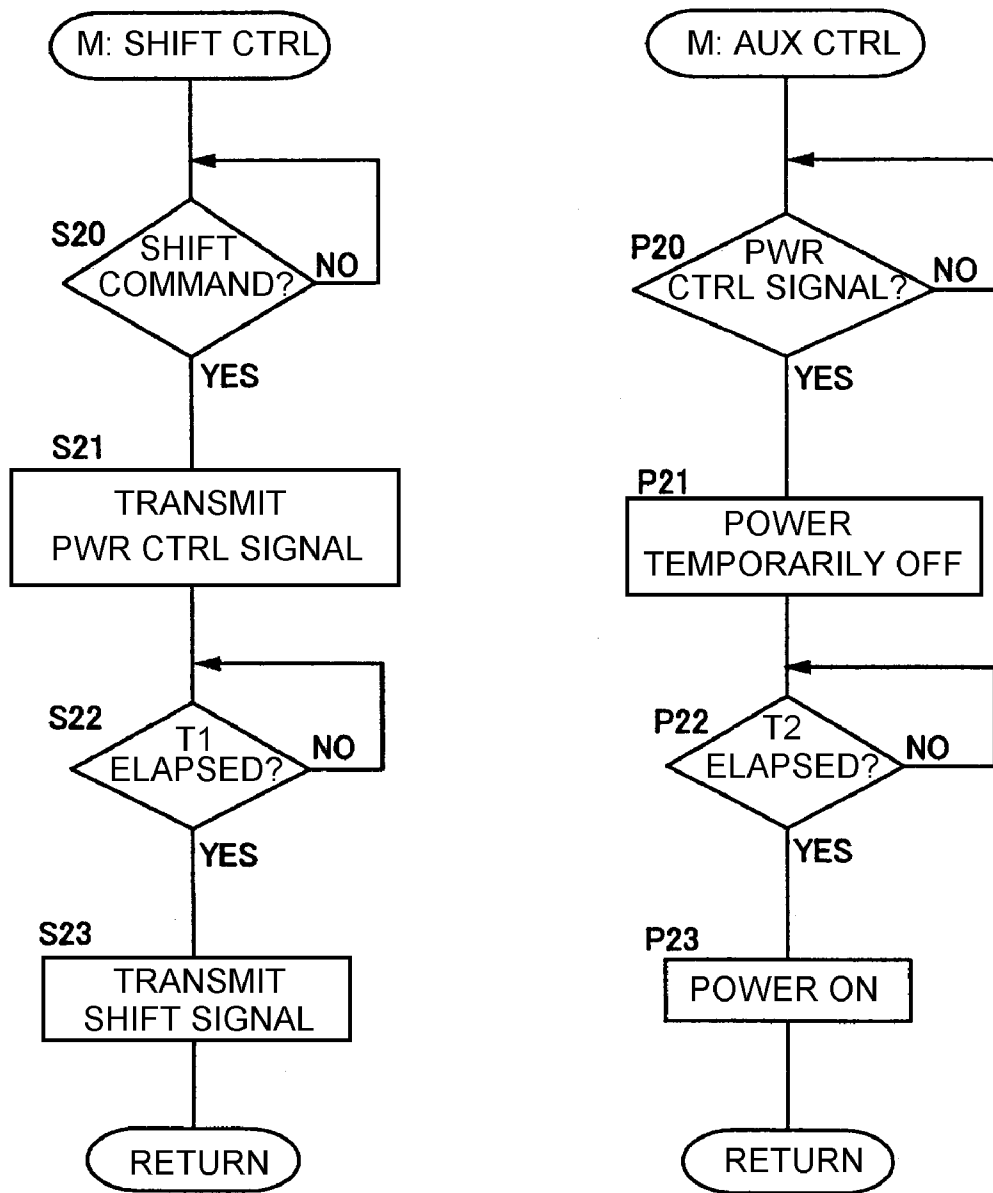 M: SHIFT CTRL
S20
SHIFT
COMMAND?
NO
YES
S21
TRANSMIT
PWR CTRL SIGNAL
S22
T1
ELAPSED?
NO
YES
S23
TRANSMIT
SHIFT SIGNAL
RETURN
M: AUX CTRL
P20
PWR
CTRL SIGNAL?
NO
YES
P21
POWER
TEMPORARILY OFF
P22
T2
ELAPSED?
NO
YES
P23
POWER ON
RETURN